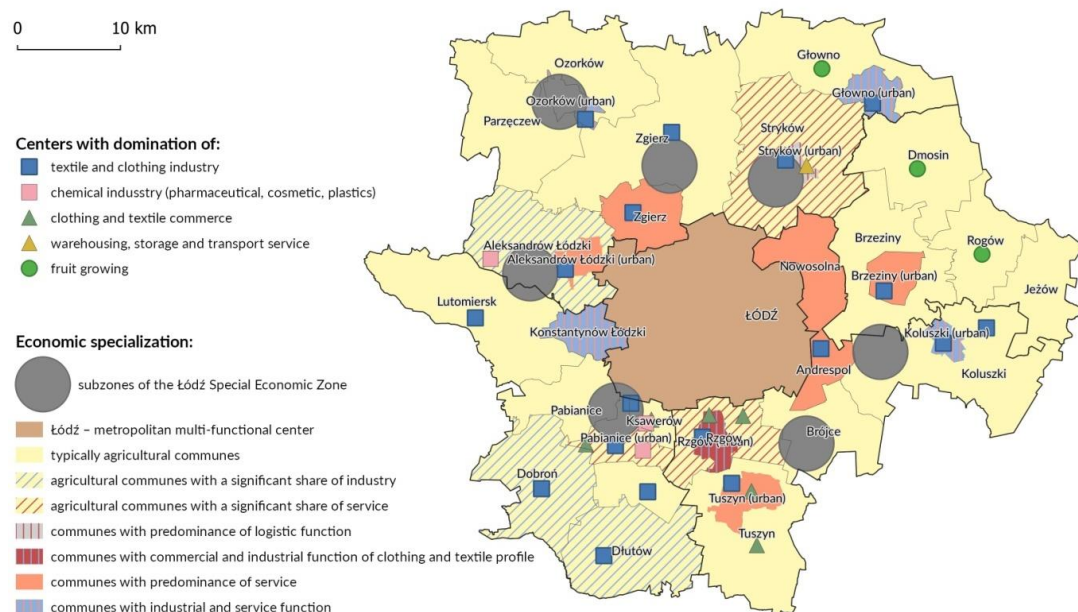 0
10 km
Centers with domination of:
textile and clothing industry
chemical industry (pharmaceutical, cosmetic, plastics)
clothing and textile commerce
warehousing, storage and transport service
fruit growing
Economic specialization:
subzones of the Łódź Special Economic Zone
Łódź – metropolitan multi-functional center
typically agricultural communes
agricultural communes with a significant share of industry
agricultural communes with a significant share of service
communes with predominance of logistic function
communes with commercial and industrial function of clothing and textile profile
communes with predominance of service
communes with industrial and service function
Ozorków
Głowno
Ozorków (urban)
Głowno (urban)
Parzęczew
Zgierz
Stryków
Stryków (urban)
Dmosin
Zgierz
Aleksandrów Łódzki
Aleksandrów Łódzki (urban)
Brzeziny
Rogów
Nowosolna
Brzeziny (urban)
Jeżów
Lutomiersk
ŁÓDŹ
Konstantynów Łódzki
Koluszki (urban)
Andrespol
Koluszki
Pabianice
Ksawerów
Pabianice (urban)
Rzgów (urban)
Rzgów
Brójce
Dobroń
Tuszyn (urban)
Tuszyn
Dłutów